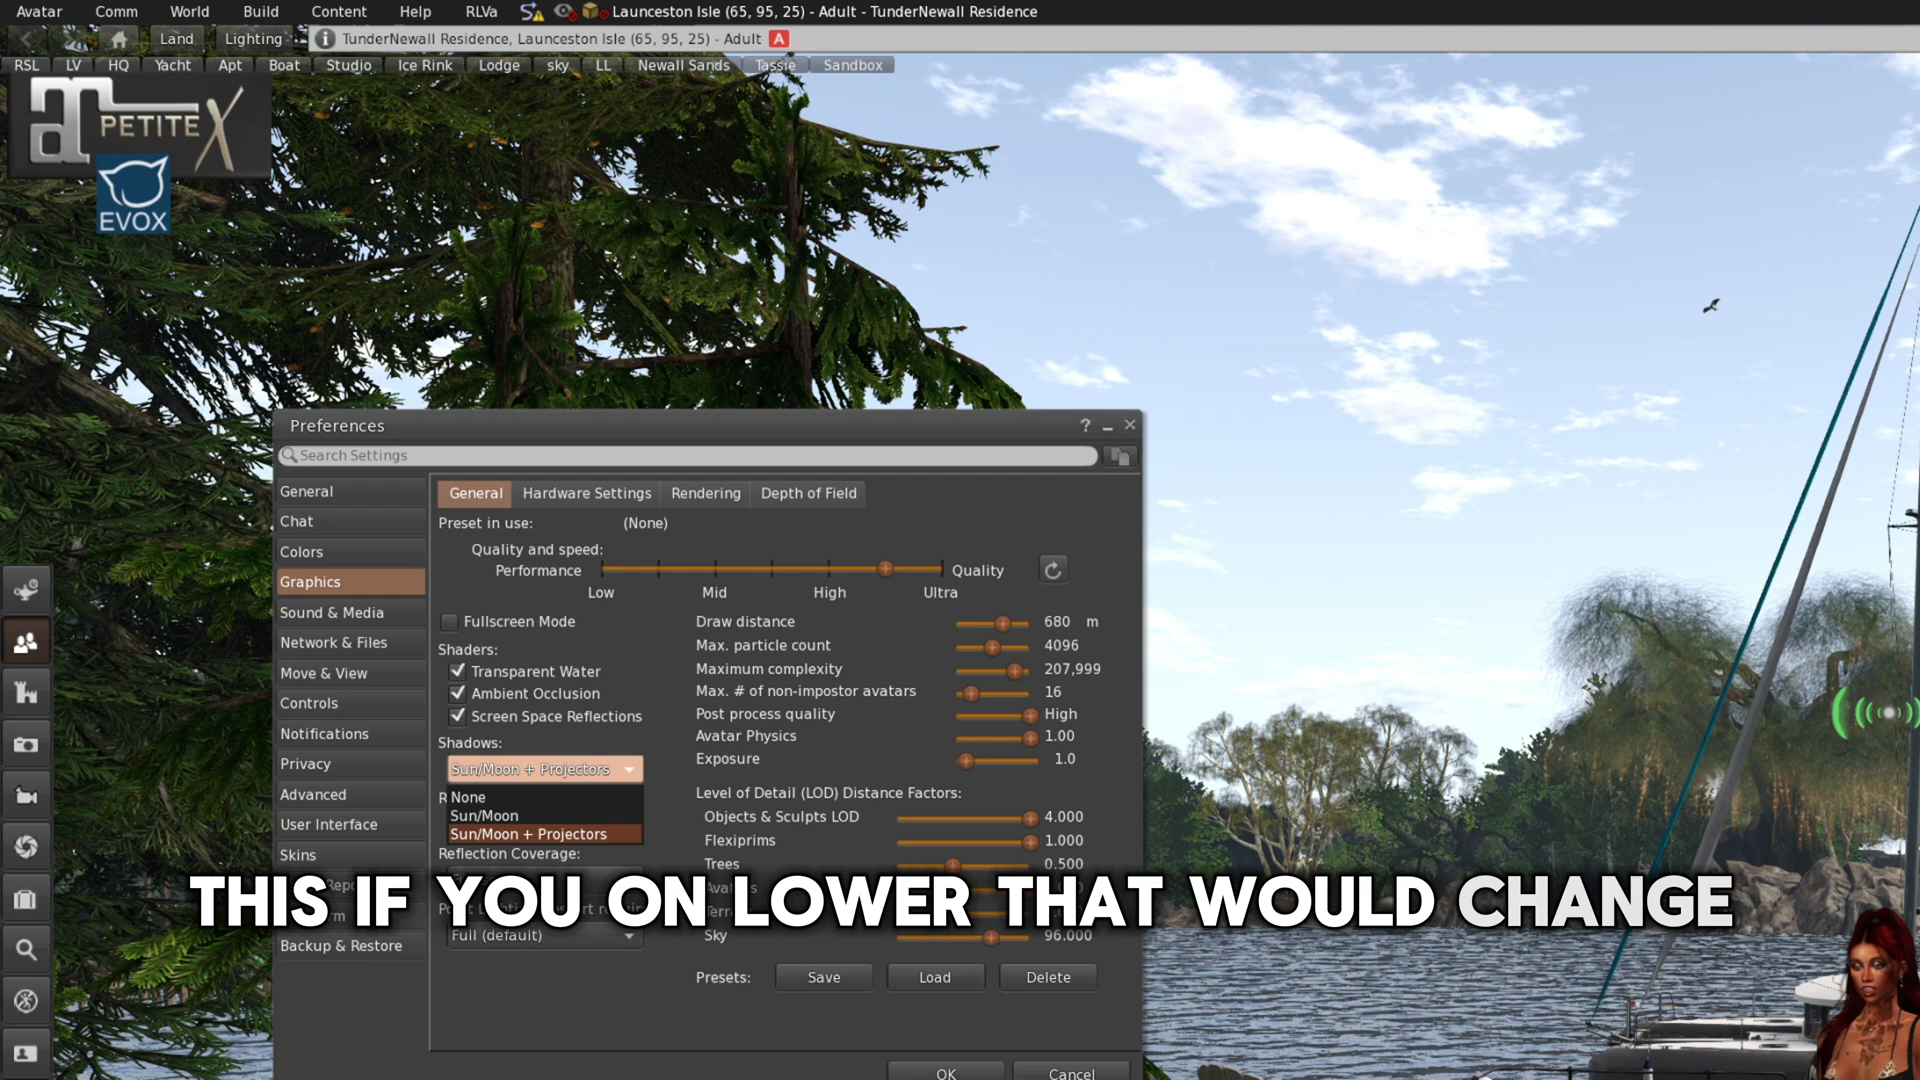 Avatar Comm World Build Content Help RLVa Launceston Isle (65, 95, 25) - Adult - TunderNewall Residence
Land Lighting TunderNewall Residence, Launceston Isle (65, 95, 25) - Adult A
RSL LV HQ Yacht Apt Boat Studio Ice Rink Lodge sky LL Newall Sands Tassie Sandbox
PETITE X
EVOX
Preferences ?
Search Settings
General
Chat
Colors
Graphics
Sound & Media
Network & Files
Move & View
Controls
Notifications
Privacy
Advanced
User Interface
Skins
Backup & Restore
General Hardware Settings Rendering Depth of Field
Preset in use: (None)
Quality and speed:
Performance Quality
Low Mid High Ultra
Fullscreen Mode
Shaders:
Transparent Water
Ambient Occlusion
Screen Space Reflections
Shadows:
Sun/Moon + Projectors
None
Sun/Moon
Sun/Moon + Projectors
Reflection Coverage:
Full (default)
Draw distance 680 m
Max. particle count 4096
Maximum complexity 207,999
Max. # of non-impostor avatars 16
Post process quality High
Avatar Physics 1.00
Exposure 1.0
Level of Detail (LOD) Distance Factors:
Objects & Sculpts LOD 4.000
Flexiprims 1.000
Trees 0.500
Sky 96.000
Presets: Save Load Delete
OK Cancel
THIS IF YOU ON LOWER THAT WOULD CHANGE